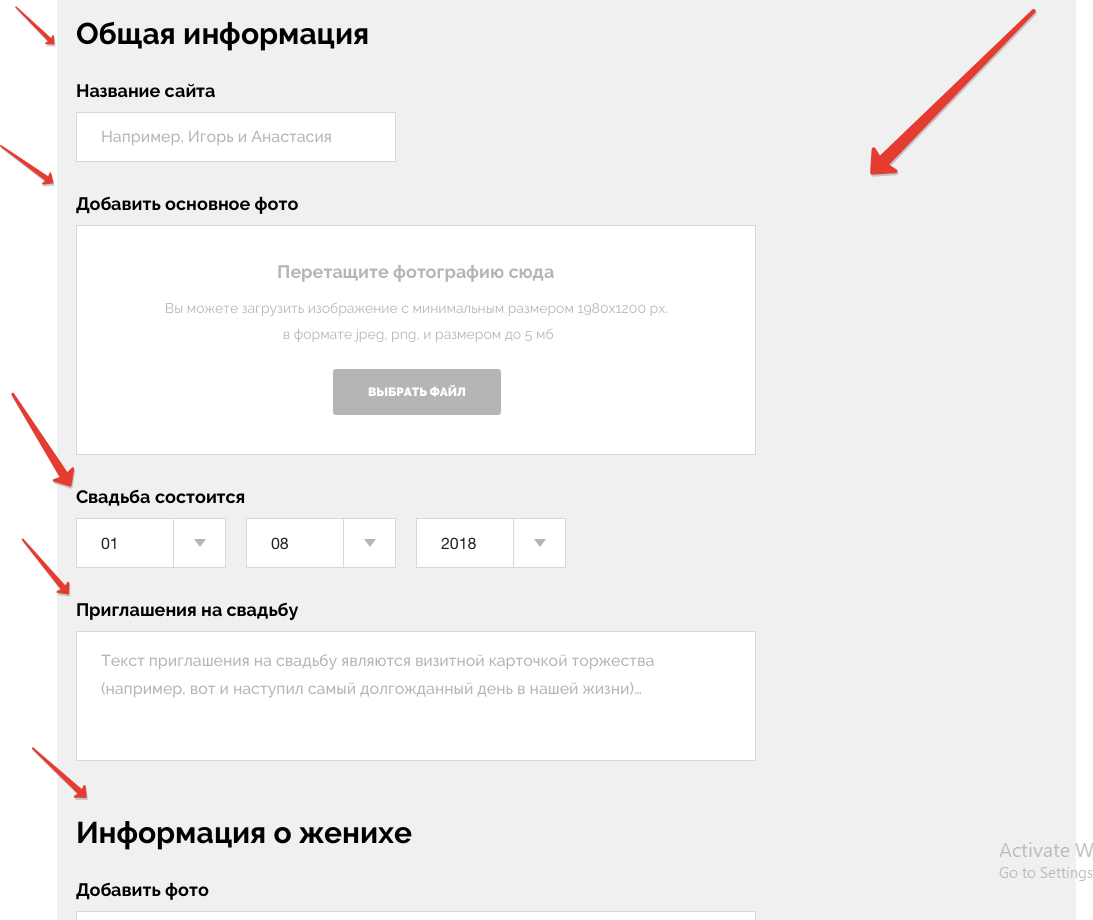 Общая информация
Название сайта
Например, Игорь и Анастасия
Добавить основное фото
Перетащите фотографию сюда
Вы можете загрузить изображение с минимальным размером 1980x1200 px.
в формате jpeg, png, и размером до 5 мб
ВЫБРАТЬ ФАЙЛ
Свадьба состоится
01 08 2018
Приглашения на свадьбу
Текст приглашения на свадьбу являются визитной карточкой торжества
(например, вот и наступил самый долгожданный день в нашей жизни)...
Информация о женихе
Activate W
Go to Settings
Добавить фото